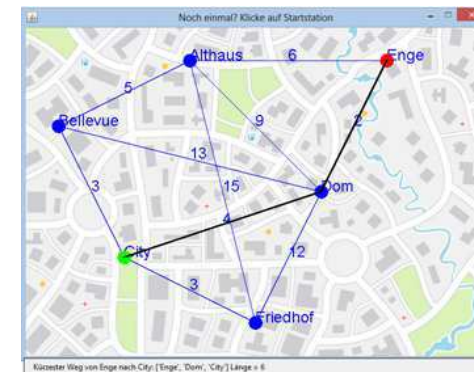 Noch einmal? Klicke auf Startstation
Althaus
6
Enge
5
9
2
Bellevue
13
3
15
Dom
4
City
12
3
Friedhof
Kürzester Weg von Enge nach City: ['Enge', 'Dom', 'City'] Länge = 6